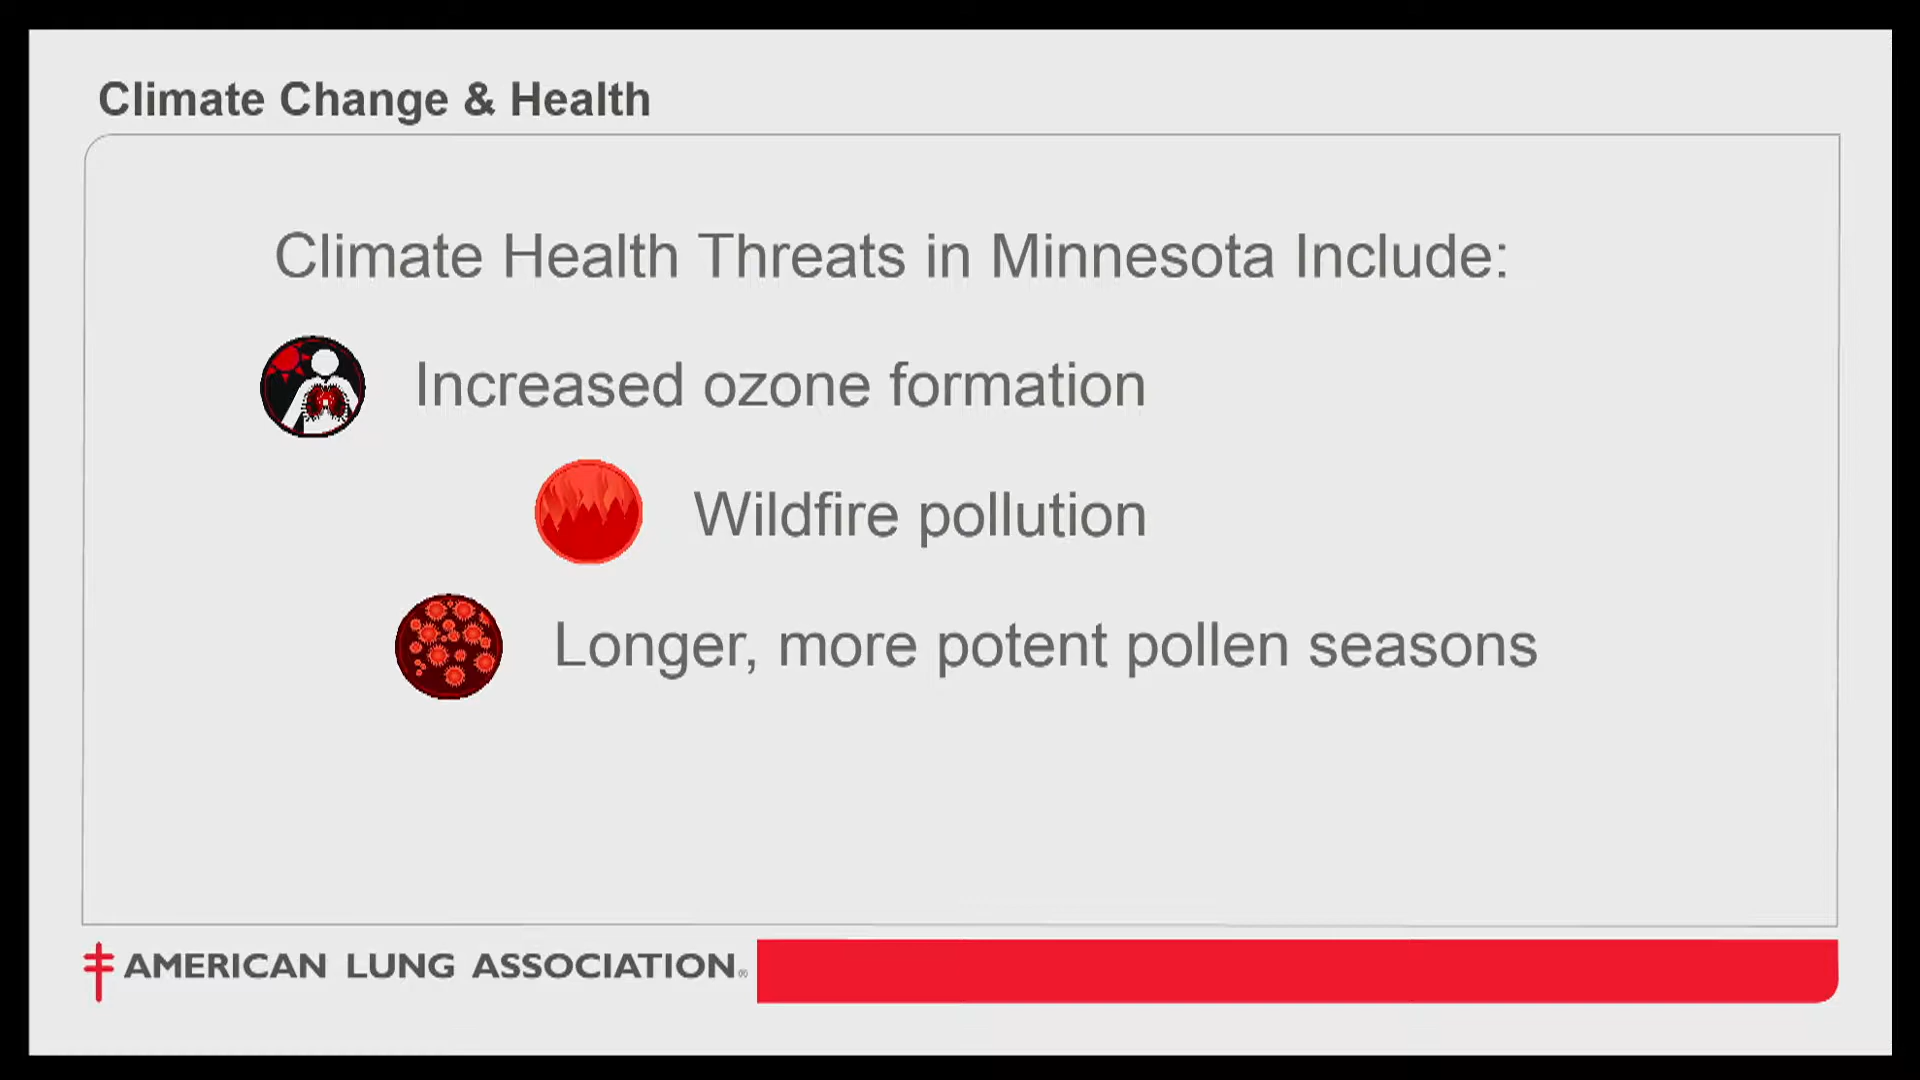 Climate Change & Health
Climate Health Threats in Minnesota Include:
Increased ozone formation
Wildfire pollution
Longer, more potent pollen seasons
AMERICAN LUNG ASSOCIATION®